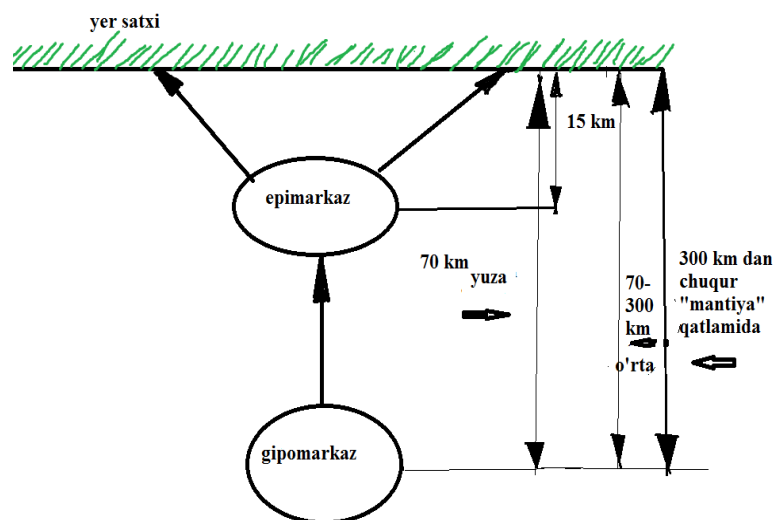 yer satxi
15 km
epimarkaz
70 km
yuza
70-
300
km
o'rta
300 km dan
chuqur
"mantiya"
qatlamida
gipomarkaz